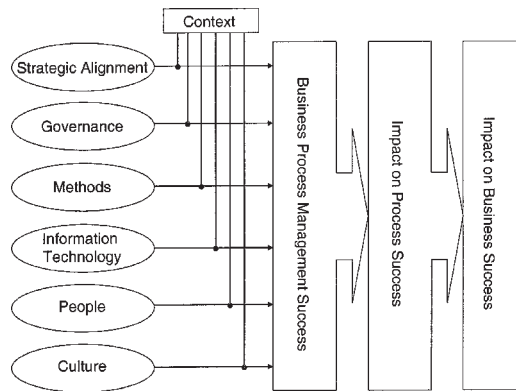 Context
Strategic Alignment
Governance
Methods
Information
Technology
People
Culture
Business Process Management Success
Impact on Process Success
Impact on Business Success